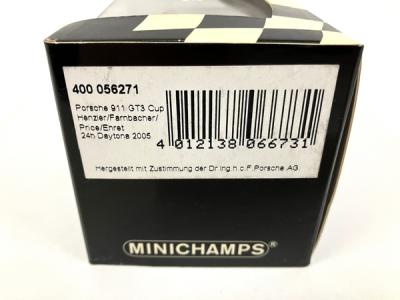 400 056271
Porsche 911 GT3 Cup
Henzler/Farnbacher/
Price/Ehret
24h Daytona 2005
4 012138 066731
Hergestellt mit Zustimmung der Dr.Ing.h.c.F.Porsche AG.
MINICHAMPS®